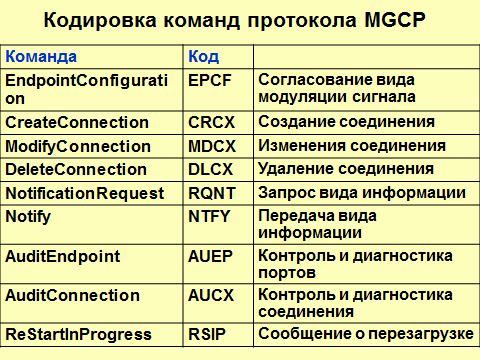 Кодировка команд протокола MGCP
Команда Код
EndpointConfigurati EPCF Согласование вида
on модуляции сигнала
CreateConnection CRCX Создание соединения
ModifyConnection MDCX Изменения соединения
DeleteConnection DLCX Удаление соединения
NotificationRequest RQNT Запрос вида информации
Notify NTFY Передача вида
информации
AuditEndpoint AUEP Контроль и диагностика
портов
AuditConnection AUCX Контроль и диагностика
соединения
ReStartInProgress RSIP Сообщение о перезагрузке